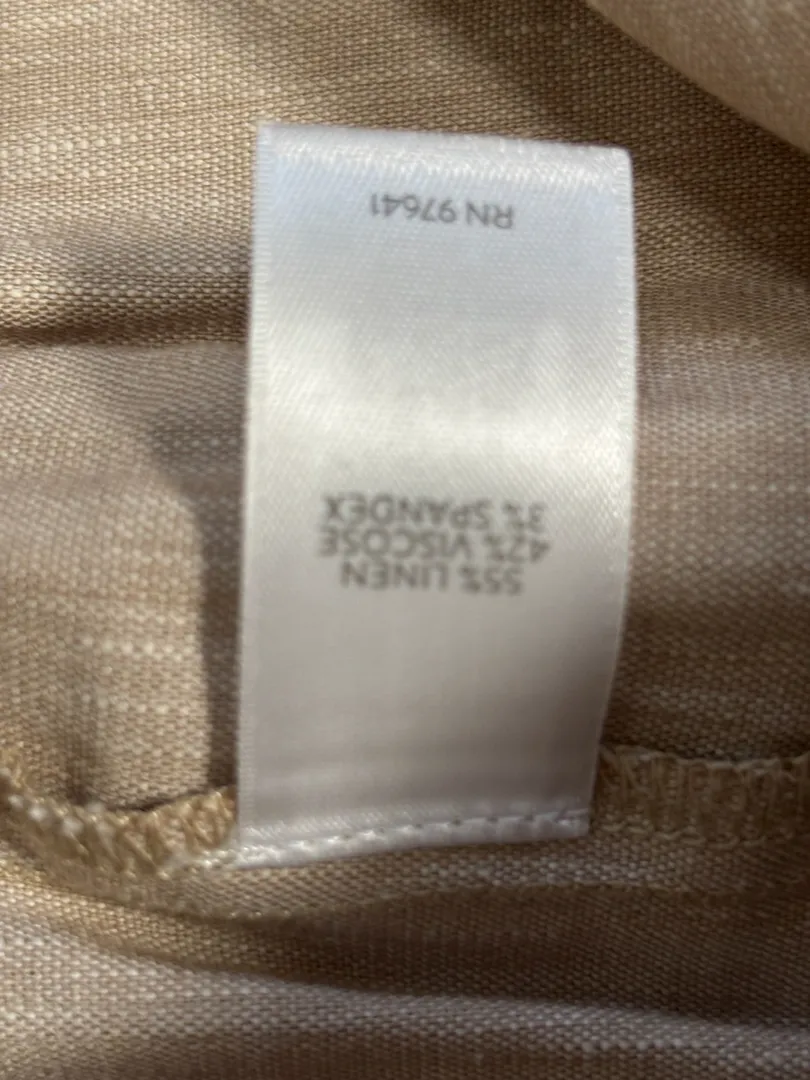 55% LINEN
42% VISCOSE
3% SPANDEX
RN 97641